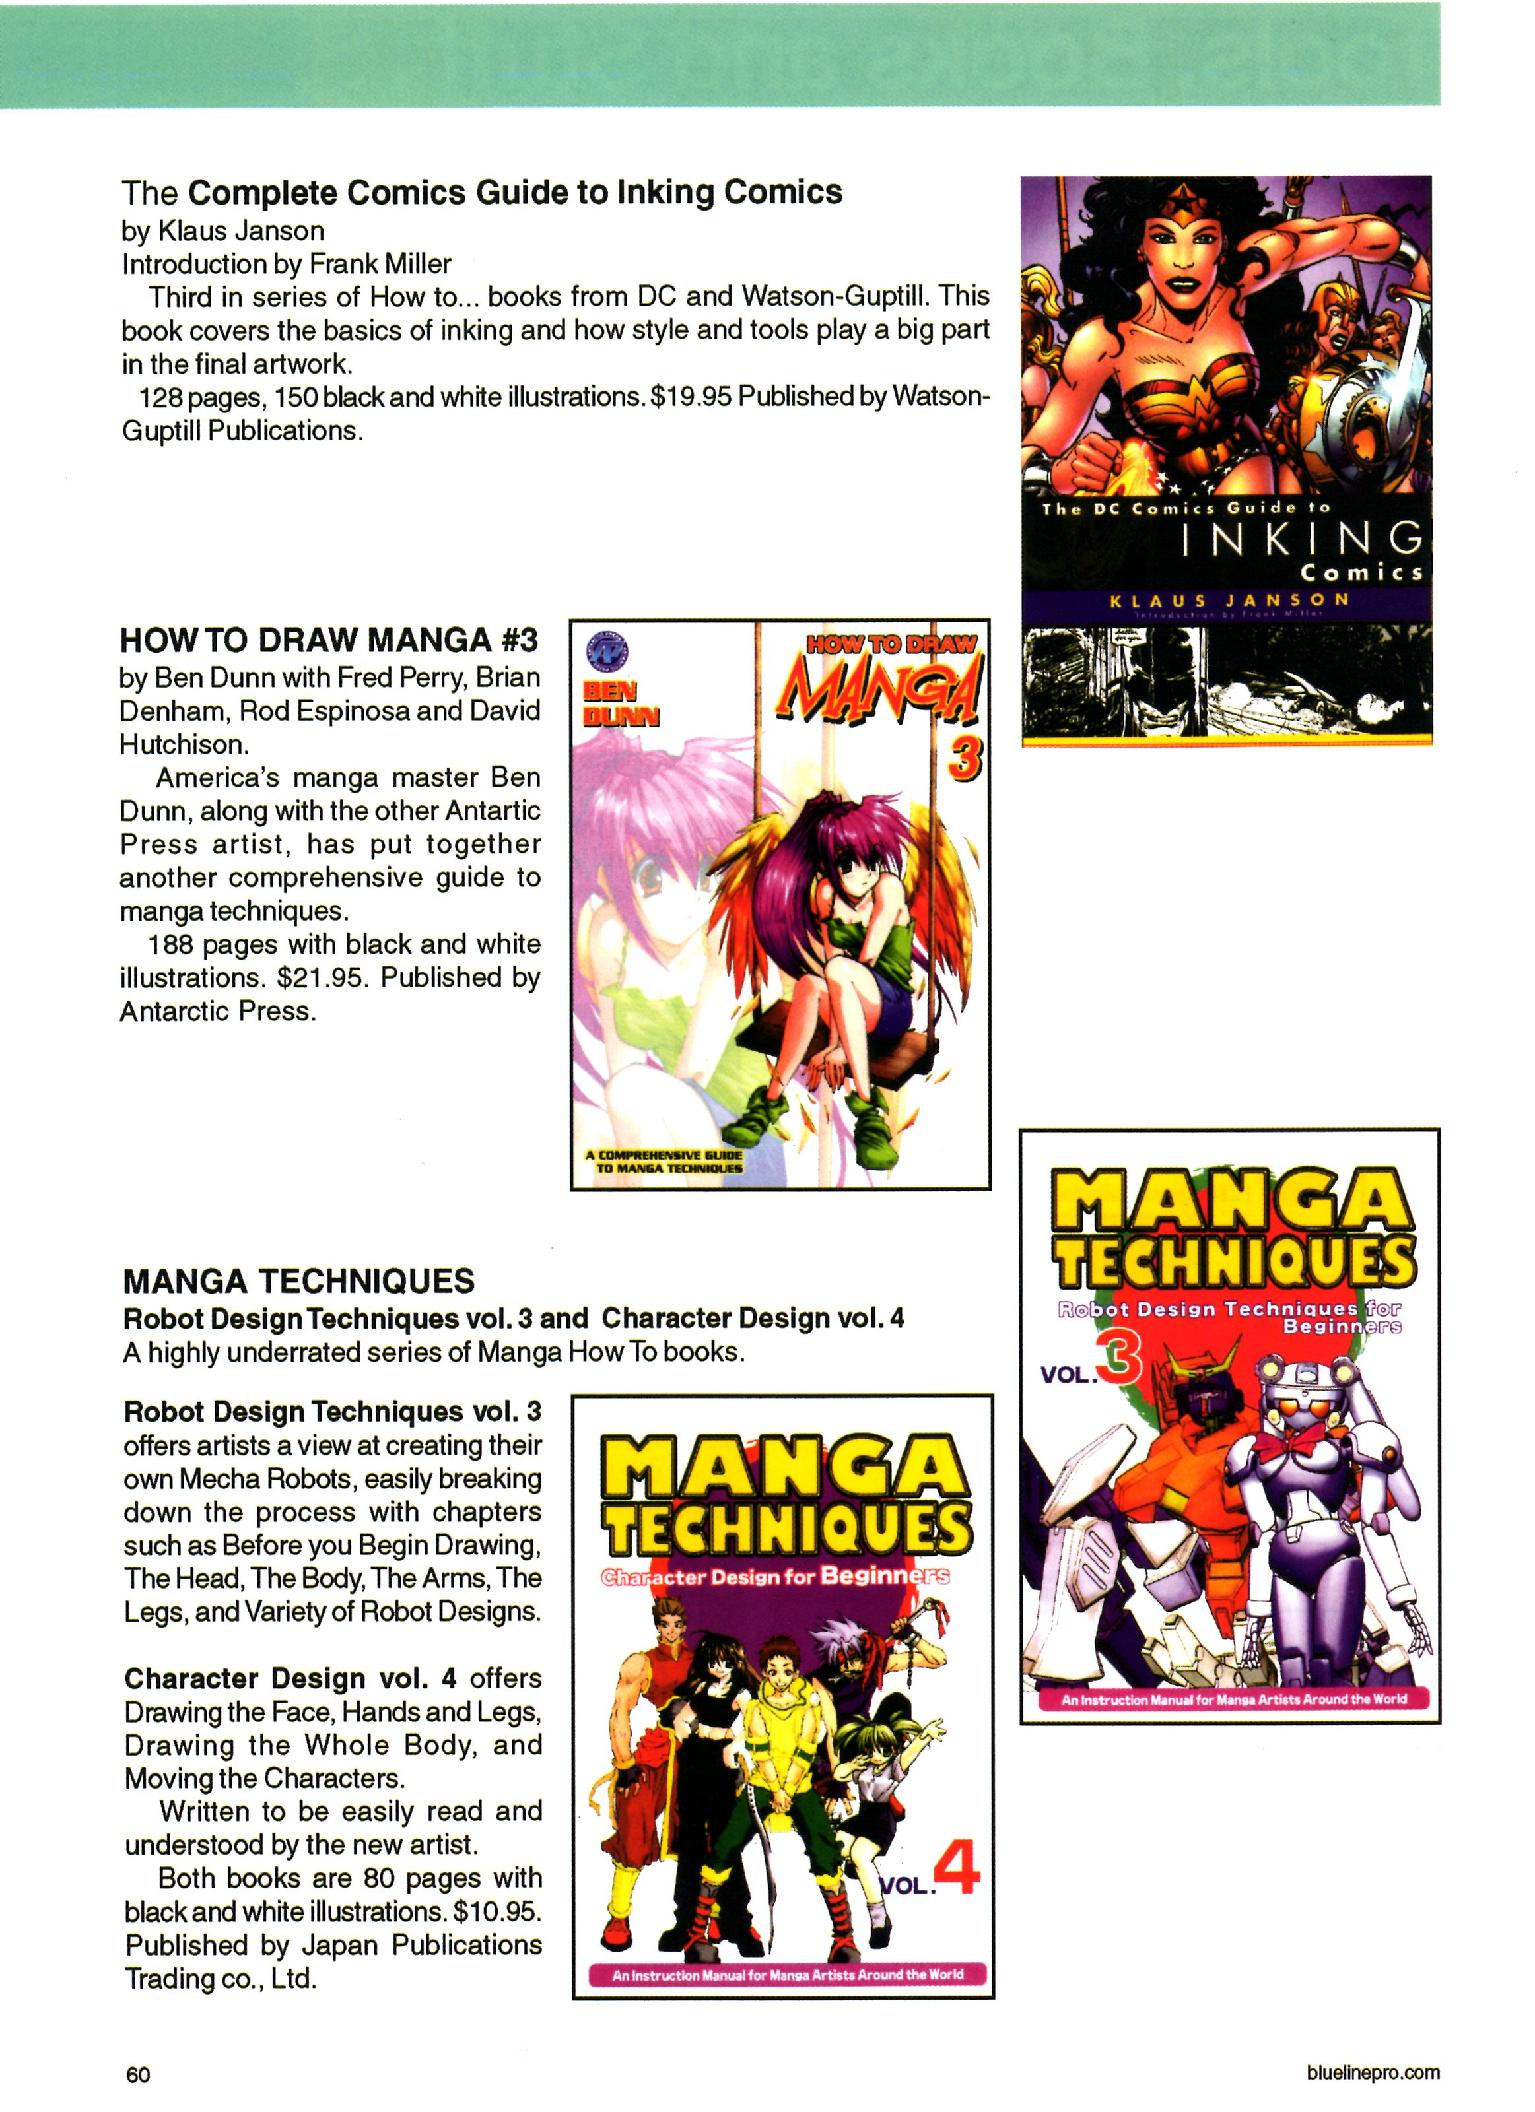 The Complete Comics Guide to Inking Comics
by Klaus Janson
Introduction by Frank Miller
Third in series of How to... books from DC and Watson-Guptill. This
book covers the basics of inking and how style and tools play a big part
in the final artwork.
128 pages, 150 black and white illustrations. $19.95 Published by Watson-
Guptill Publications.
The DC Comics Guide to
INKING
Comics
KLAUS JANSON
Introduction by Frank Miller
HOW TO DRAW MANGA #3
by Ben Dunn with Fred Perry, Brian
Denham, Rod Espinosa and David
Hutchison.
America's manga master Ben
Dunn, along with the other Antartic
Press artist, has put together
another comprehensive guide to
manga techniques.
188 pages with black and white
illustrations. $21.95. Published by
Antarctic Press.
AP
BEN
DUNN
HOW TO DRAW
MANGA
3
A COMPREHENSIVE GUIDE
TO MANGA TECHNIQUES
MANGA TECHNIQUES
Robot Design Techniques vol. 3 and Character Design vol. 4
A highly underrated series of Manga How To books.
Robot Design Techniques vol. 3
offers artists a view at creating their
own Mecha Robots, easily breaking
down the process with chapters
such as Before you Begin Drawing,
The Head, The Body, The Arms, The
Legs, and Variety of Robot Designs.
Character Design vol. 4 offers
Drawing the Face, Hands and Legs,
Drawing the Whole Body, and
Moving the Characters.
Written to be easily read and
understood by the new artist.
Both books are 80 pages with
black and white illustrations. $10.95.
Published by Japan Publications
Trading co., Ltd.
MANGA
TECHNIQUES
Character Design for Beginners
VOL. 4
An Instruction Manual for Manga Artists Around the World
MANGA
TECHNIQUES
Robot Design Techniques for
Beginners
VOL. 3
An Instruction Manual for Manga Artists Around the World
60
bluelinepro.com